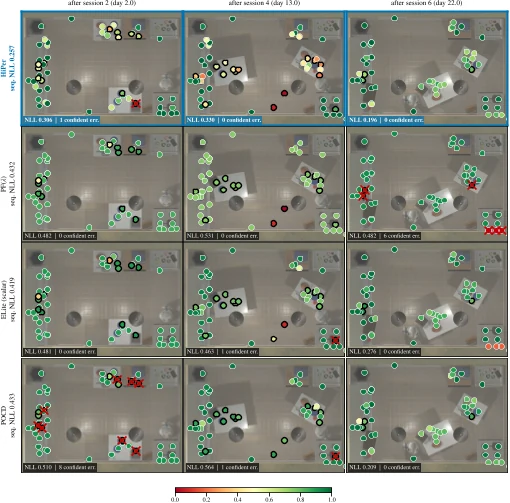 after session 2 (day 2.0)
after session 4 (day 13.0)
after session 6 (day 22.0)
HiPer
seq. NLL 0.257
NLL 0.306 | 1 confident err.
NLL 0.330 | 0 confident err.
NLL 0.196 | 0 confident err.
PF(λ)
seq. NLL 0.432
NLL 0.482 | 0 confident err.
NLL 0.531 | 0 confident err.
NLL 0.482 | 6 confident err.
ELite (scalar)
seq. NLL 0.419
NLL 0.481 | 0 confident err.
NLL 0.463 | 1 confident err.
NLL 0.276 | 0 confident err.
POCD
seq. NLL 0.433
NLL 0.510 | 8 confident err.
NLL 0.564 | 1 confident err.
NLL 0.209 | 0 confident err.
0.0 0.2 0.4 0.6 0.8 1.0